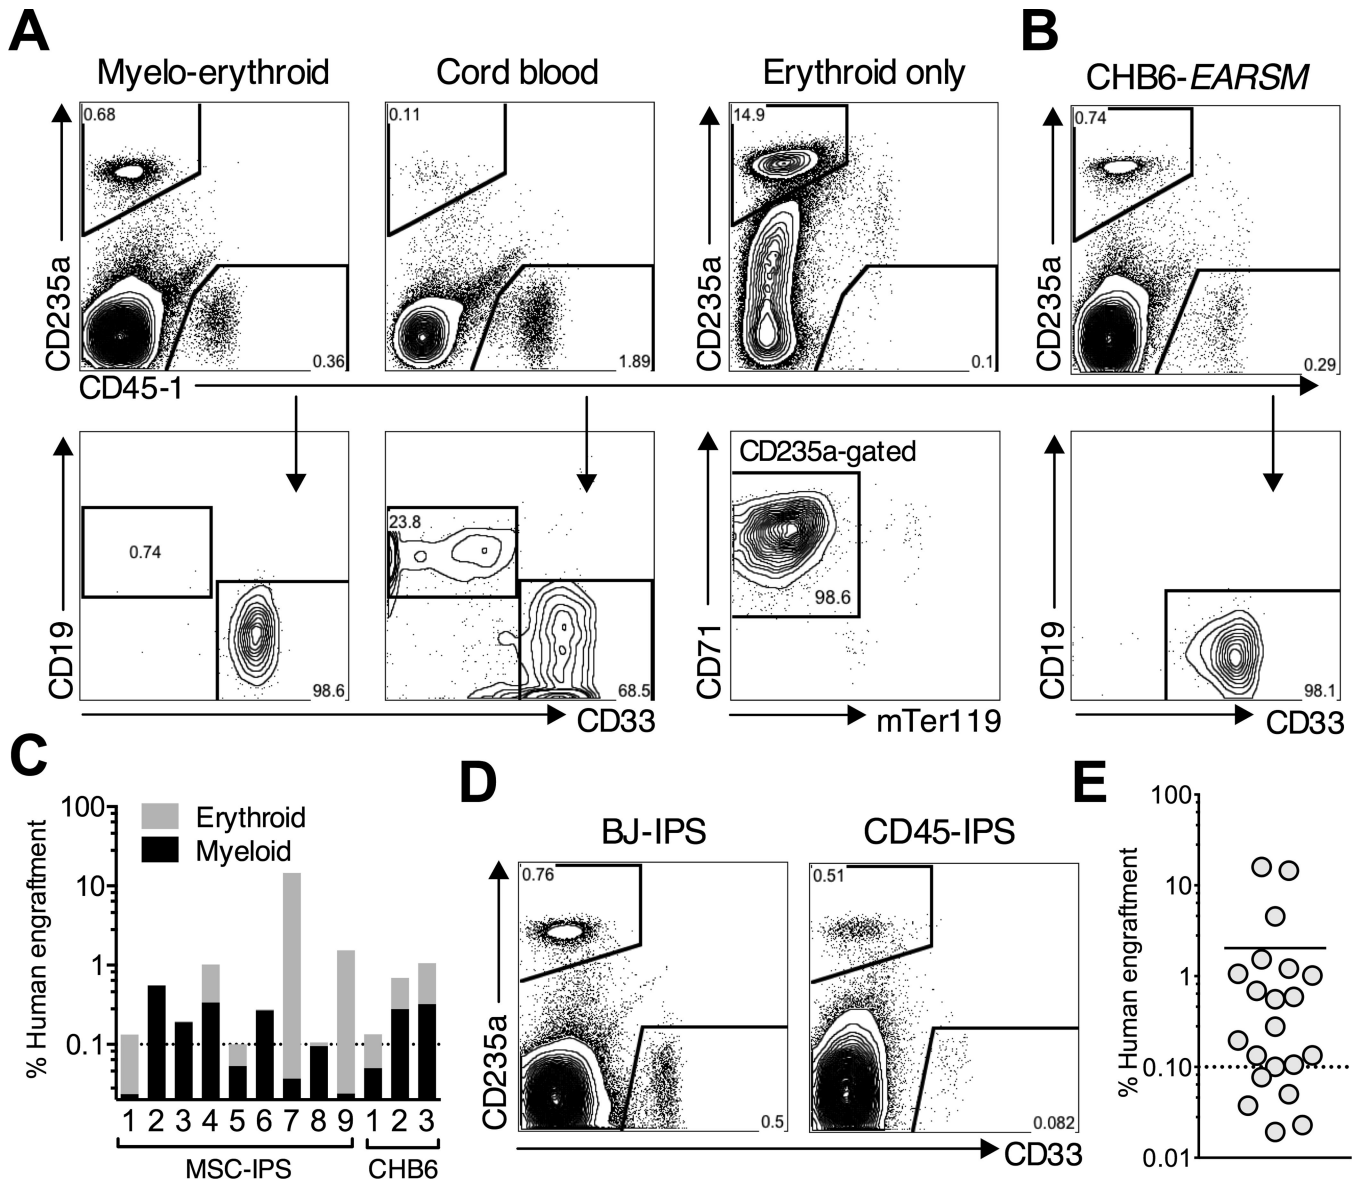 A
B
Myelo-erythroid
Cord blood
Erythroid only
CHB6-EARSM
0.68
0.11
14.9
0.74
CD235a
CD235a
CD235a
0.36
1.89
0.1
0.29
CD45-1
CD19
0.74
98.6
23.8
68.5
CD33
CD71
CD235a-gated
98.6
mTer119
CD19
98.1
CD33
C
% Human engraftment
100
10
1
0.1
Erythroid
Myeloid
1 2 3 4 5 6 7 8 9 1 2 3
MSC-IPS
CHB6
D
BJ-IPS
CD45-IPS
0.76
0.51
CD235a
0.5
0.082
CD33
E
% Human engraftment
100
10
1
0.10
0.01